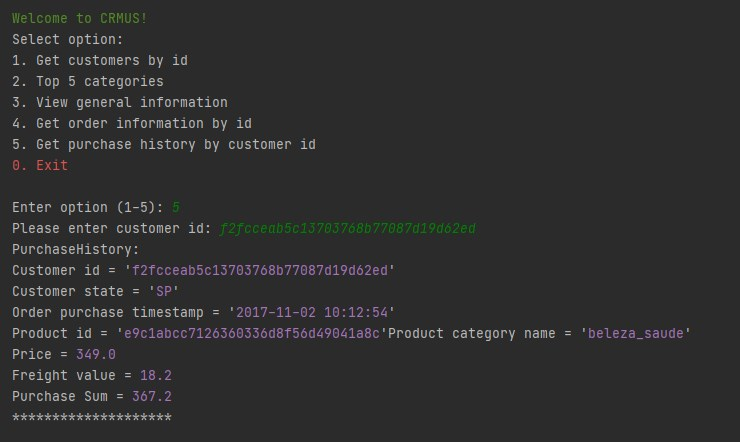 Welcome to CRMUS!
Select option:
1. Get customers by id
2. Top 5 categories
3. View general information
4. Get order information by id
5. Get purchase history by customer id
0. Exit
Enter option (1-5): 5
Please enter customer id: f2fcceab5c13703768b77087d19d62ed
PurchaseHistory:
Customer id = 'f2fcceab5c13703768b77087d19d62ed'
Customer state = 'SP'
Order purchase timestamp = '2017-11-02 10:12:54'
Product id = 'e9c1abcc7126360336d8f56d49041a8c'Product category name = 'beleza_saude'
Price = 349.0
Freight value = 18.2
Purchase Sum = 367.2
********************